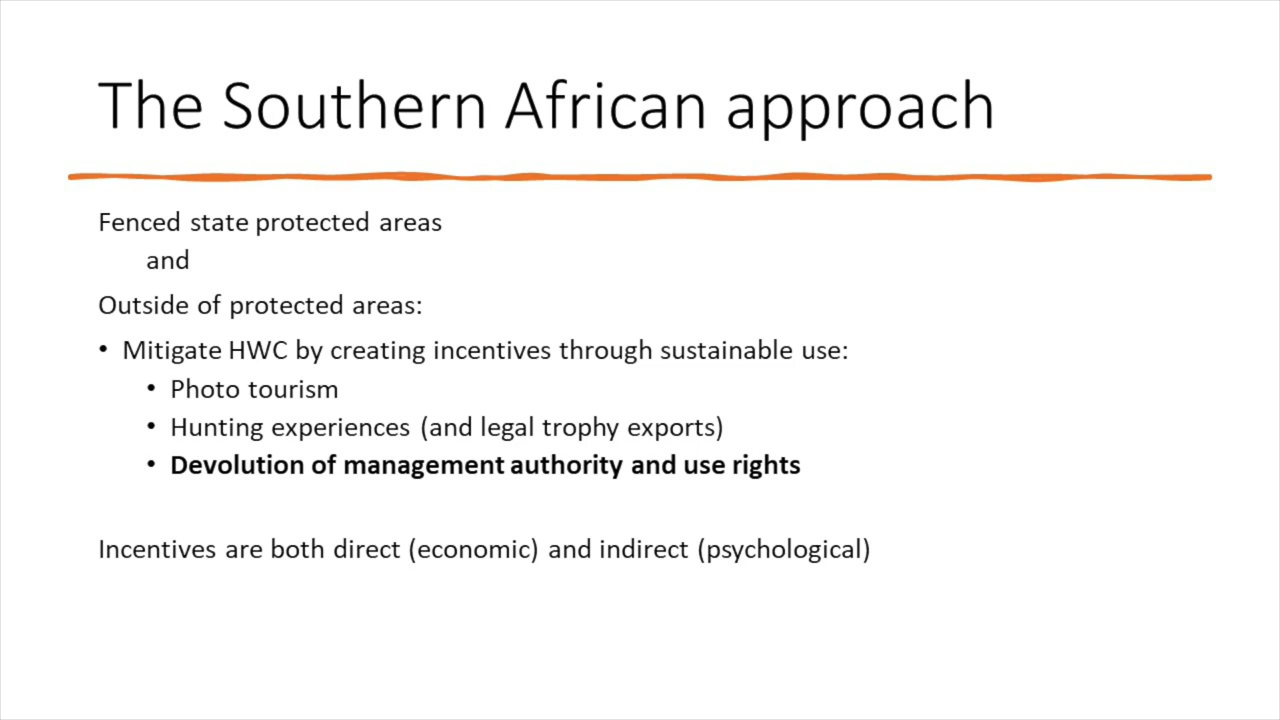 The Southern African approach
Fenced state protected areas
and
Outside of protected areas:
• Mitigate HWC by creating incentives through sustainable use:
• Photo tourism
• Hunting experiences (and legal trophy exports)
• Devolution of management authority and use rights
Incentives are both direct (economic) and indirect (psychological)